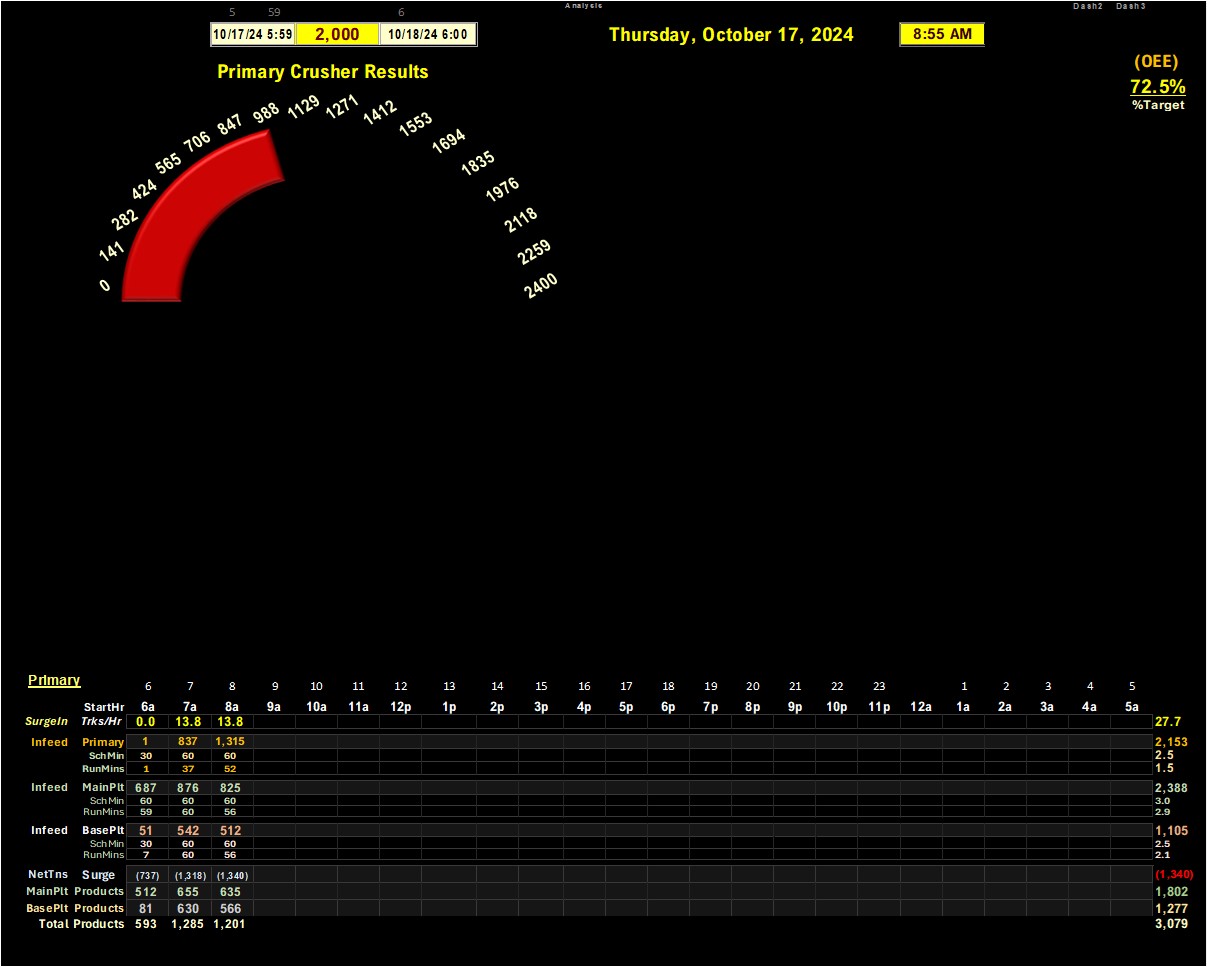 Analysis Dash2 Dash3
5 59 6
10/17/24 5:59 2,000 10/18/24 6:00 Thursday, October 17, 2024 8:55 AM
(OEE)
Primary Crusher Results
72.5%
%Target
0 141 282 424 565 706 847 988 1129 1271 1412 1553 1694 1835 1976 2118 2259 2400
Primary
6 7 8 9 10 11 12 13 14 15 16 17 18 19 20 21 22 23 1 2 3 4 5
StartHr 6a 7a 8a 9a 10a 11a 12p 1p 2p 3p 4p 5p 6p 7p 8p 9p 10p 11p 12a 1a 2a 3a 4a 5a
SurgeIn Trks/Hr 0.0 13.8 13.8 27.7
Infeed Primary 1 837 1,315 2,153
SchMin 30 60 60 2.5
RunMins 1 37 52 1.5
Infeed MainPlt 687 876 825 2,388
SchMin 60 60 60 3.0
RunMins 59 60 56 2.9
Infeed BasePlt 51 542 512 1,105
SchMin 30 60 60 2.5
RunMins 7 60 56 2.1
NetTns Surge (737) (1,318) (1,340) (1,340)
MainPlt Products 512 655 635 1,802
BasePlt Products 81 630 566 1,277
Total Products 593 1,285 1,201 3,079